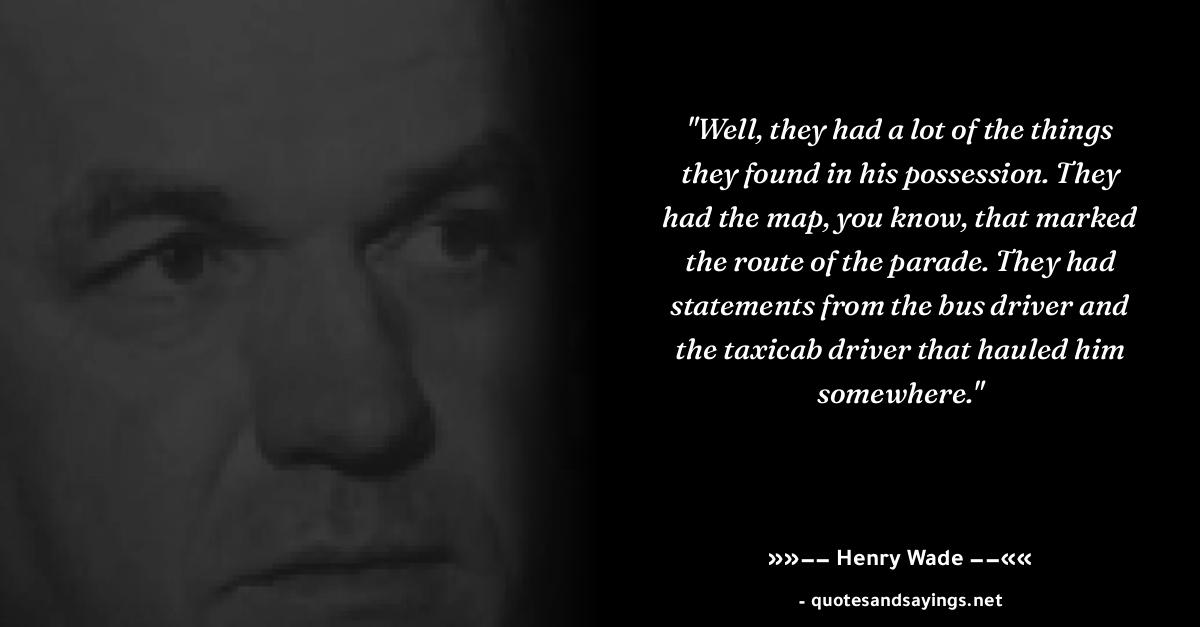 "Well, they had a lot of the things
they found in his possession. They
had the map, you know, that marked
the route of the parade. They had
statements from the bus driver and
the taxicab driver that hauled him
somewhere."
»»–– Henry Wade ––««
- quotesandsayings.net